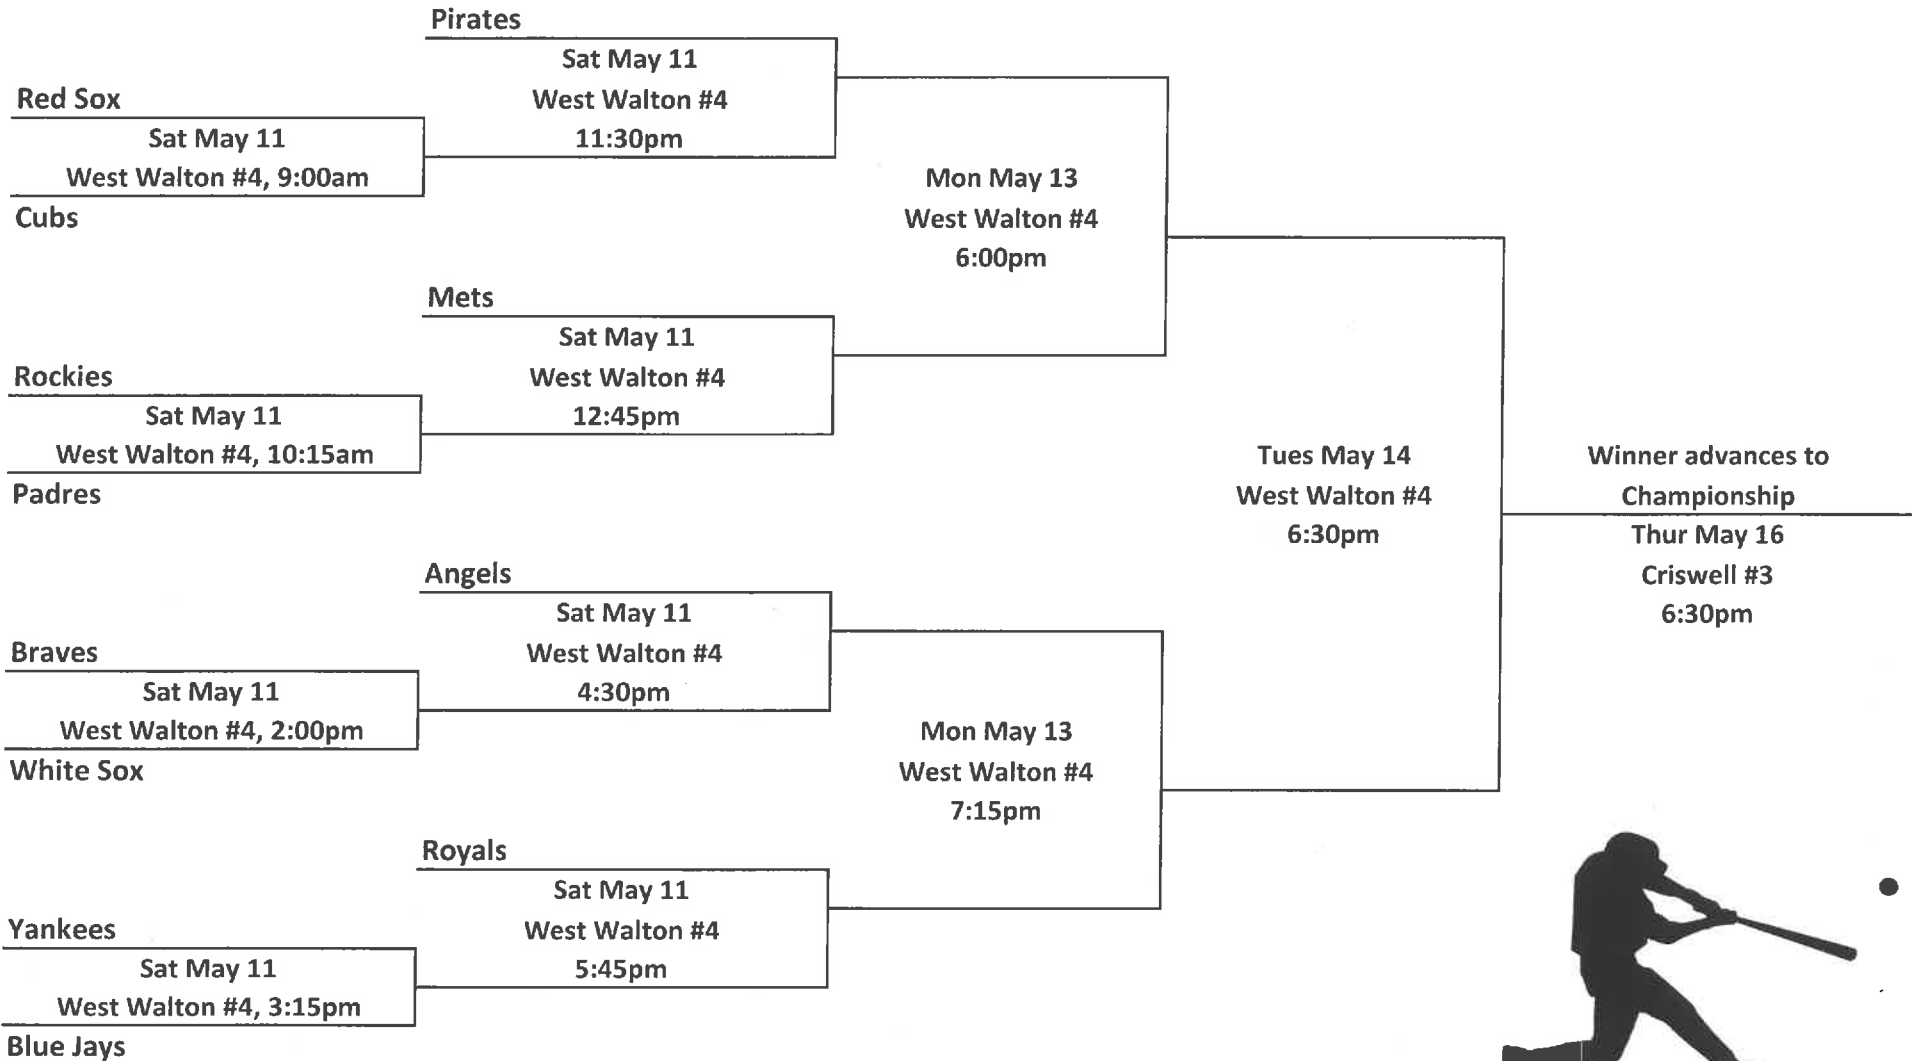 Pirates
Sat May 11
West Walton #4
11:30pm
Red Sox
Sat May 11
West Walton #4, 9:00am
Cubs
Mon May 13
West Walton #4
6:00pm
Mets
Sat May 11
West Walton #4
12:45pm
Rockies
Sat May 11
West Walton #4, 10:15am
Padres
Tues May 14
West Walton #4
6:30pm
Winner advances to
Championship
Thur May 16
Criswell #3
6:30pm
Angels
Sat May 11
West Walton #4
4:30pm
Braves
Sat May 11
West Walton #4, 2:00pm
White Sox
Mon May 13
West Walton #4
7:15pm
Royals
Sat May 11
West Walton #4
5:45pm
Yankees
Sat May 11
West Walton #4, 3:15pm
Blue Jays